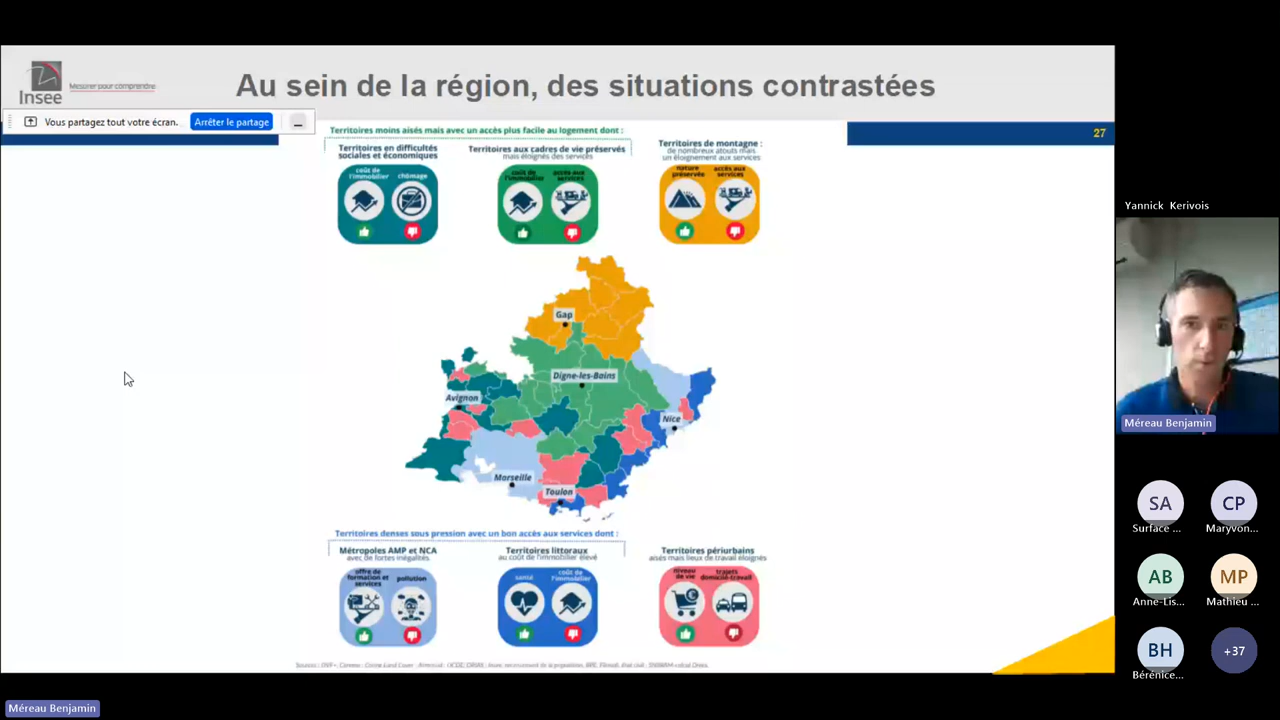 Au sein de la région, des situations contrastées
Insee
Mesurer pour comprendre
Vous partagez tout votre écran.
Arrêter le partage
27
Territoires moins aisés mais avec un accès plus facile au logement dont :
Territoires en difficultés
sociales et économiques
coût de
l'immobilier
chômage
Territoires aux cadres de vie préservés
mais éloignés des services
coût de
l'immobilier
accès aux
services
Territoires de montagne :
de nombreux atouts mais
un éloignement aux services
nature
préservée
accès aux
services
Gap
Digne-les-Bains
Avignon
Nice
Marseille
Toulon
Territoires denses sous pression avec un bon accès aux services dont :
Métropoles AMP et NCA
avec de fortes inégalités
offre de
formation et
services
pollution
Territoires littoraux
au coût de l'immobilier élevé
santé
coût de
l'immobilier
Territoires périurbains
aisés mais lieux de travail éloignés
niveau
de vie
trajets
domicile-travail
Yannick Kerivois
Méreau Benjamin
SA
Surface ...
CP
Maryvon...
AB
Anne-Lis...
MP
Mathieu ...
BH
Bérénice...
+37
Méreau Benjamin